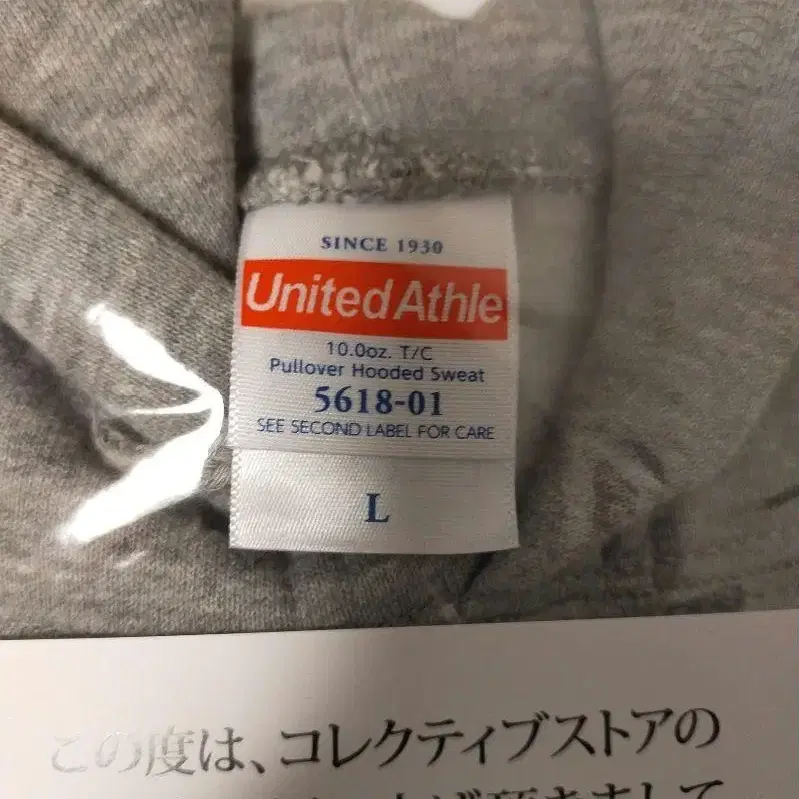 SINCE 1930
United Athle
10.0oz. T/C
Pullover Hooded Sweat
5618-01
SEE SECOND LABEL FOR CARE
L
この度は、コレクティブストアの